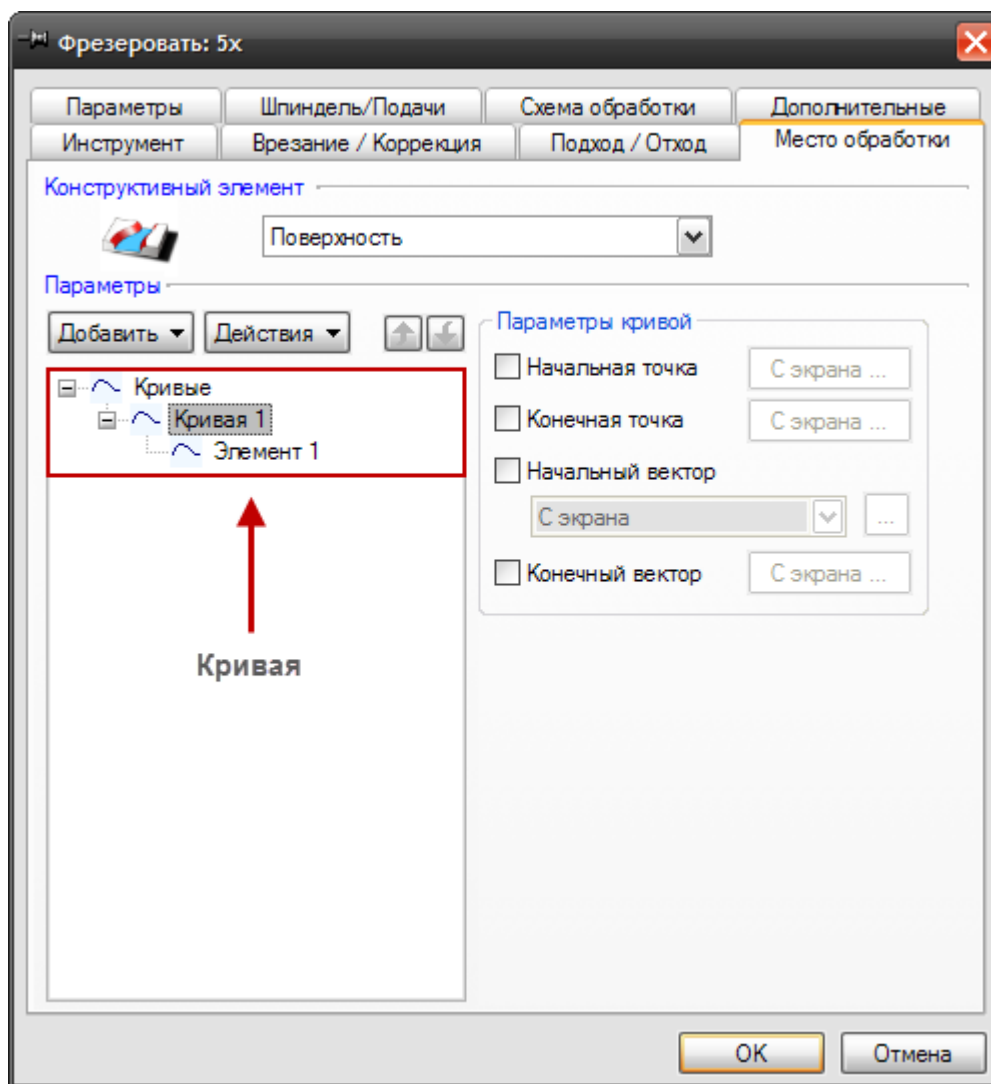 Фрезеровать: 5x
Параметры Шпиндель/Подачи Схема обработки Дополнительные
Инструмент Врезание / Коррекция Подход / Отход Место обработки
Конструктивный элемент
Поверхность
Параметры
Добавить Действия
Параметры кривой
Начальная точка С экрана ...
Кривые
Кривая 1
Конечная точка С экрана ...
Элемент 1
Начальный вектор
С экрана ...
Конечный вектор С экрана ...
Кривая
OK Отмена